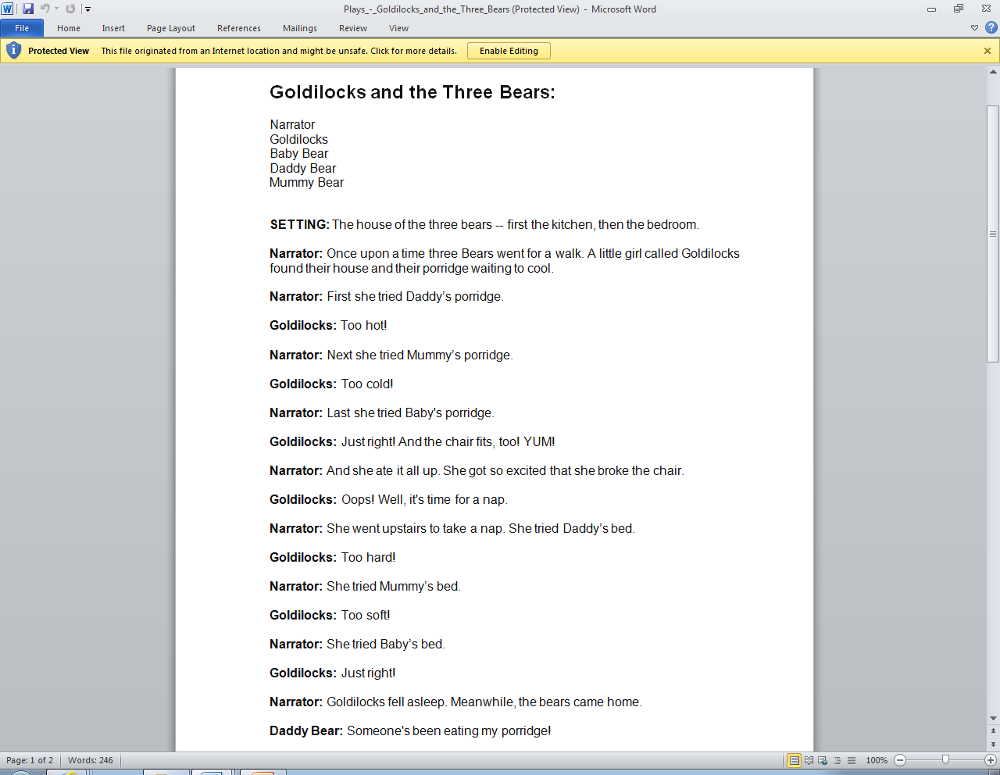 Plays_-_Goldilocks_and_the_Three_Bears (Protected View) - Microsoft Word
File Home Insert Page Layout References Mailings Review View
Protected View This file originated from an Internet location and might be unsafe. Click for more details. Enable Editing
Goldilocks and the Three Bears:
Narrator
Goldilocks
Baby Bear
Daddy Bear
Mummy Bear
SETTING: The house of the three bears -- first the kitchen, then the bedroom.
Narrator: Once upon a time three Bears went for a walk. A little girl called Goldilocks
found their house and their porridge waiting to cool.
Narrator: First she tried Daddy’s porridge.
Goldilocks: Too hot!
Narrator: Next she tried Mummy’s porridge.
Goldilocks: Too cold!
Narrator: Last she tried Baby's porridge.
Goldilocks: Just right! And the chair fits, too! YUM!
Narrator: And she ate it all up. She got so excited that she broke the chair.
Goldilocks: Oops! Well, it's time for a nap.
Narrator: She went upstairs to take a nap. She tried Daddy’s bed.
Goldilocks: Too hard!
Narrator: She tried Mummy’s bed.
Goldilocks: Too soft!
Narrator: She tried Baby’s bed.
Goldilocks: Just right!
Narrator: Goldilocks fell asleep. Meanwhile, the bears came home.
Daddy Bear: Someone's been eating my porridge!
Page: 1 of 2 Words: 246 100%